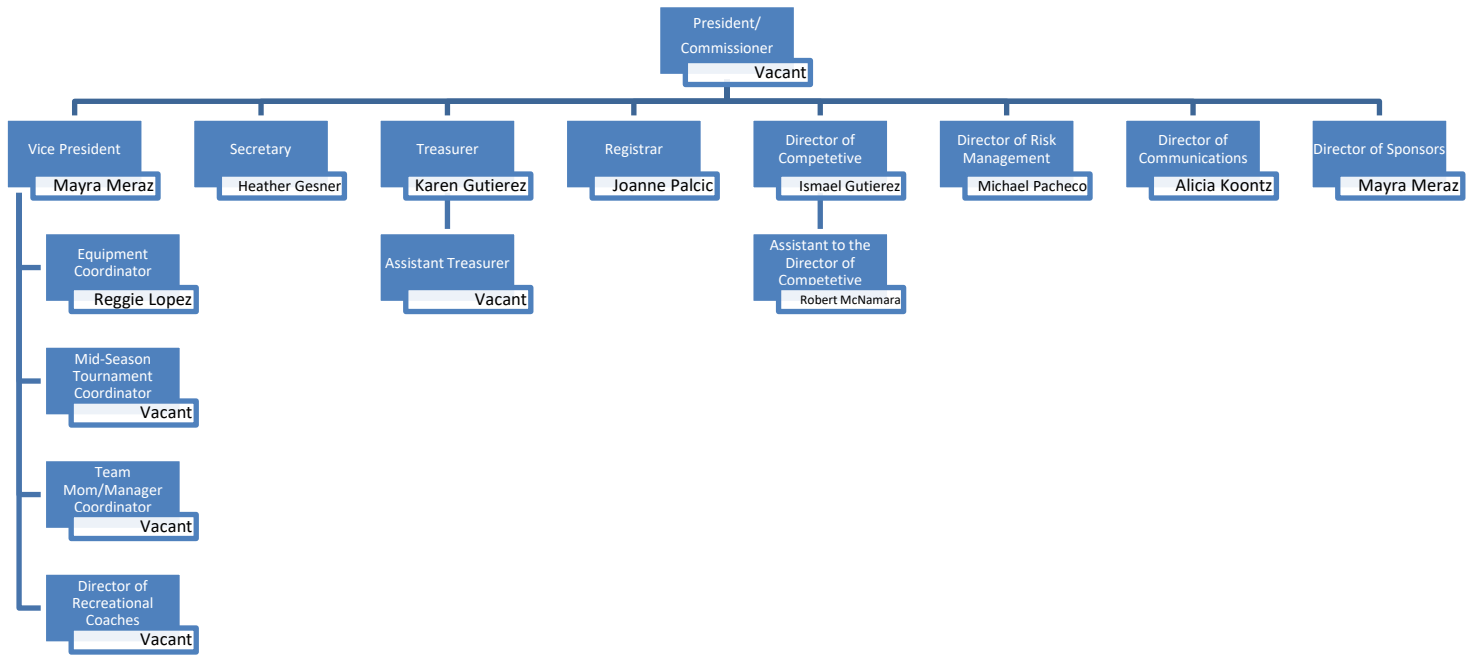 President/
Commissioner
Vacant
Vice President
Mayra Meraz
Secretary
Heather Gesner
Treasurer
Karen Gutierez
Registrar
Joanne Palcic
Director of
Competetive
Ismael Gutierez
Director of Risk
Management
Michael Pacheco
Director of
Communications
Alicia Koontz
Director of Sponsors
Mayra Meraz
Equipment
Coordinator
Reggie Lopez
Assistant Treasurer
Vacant
Assistant to the
Director of
Competetive
Robert McNamara
Mid-Season
Tournament
Coordinator
Vacant
Team
Mom/Manager
Coordinator
Vacant
Director of
Recreational
Coaches
Vacant